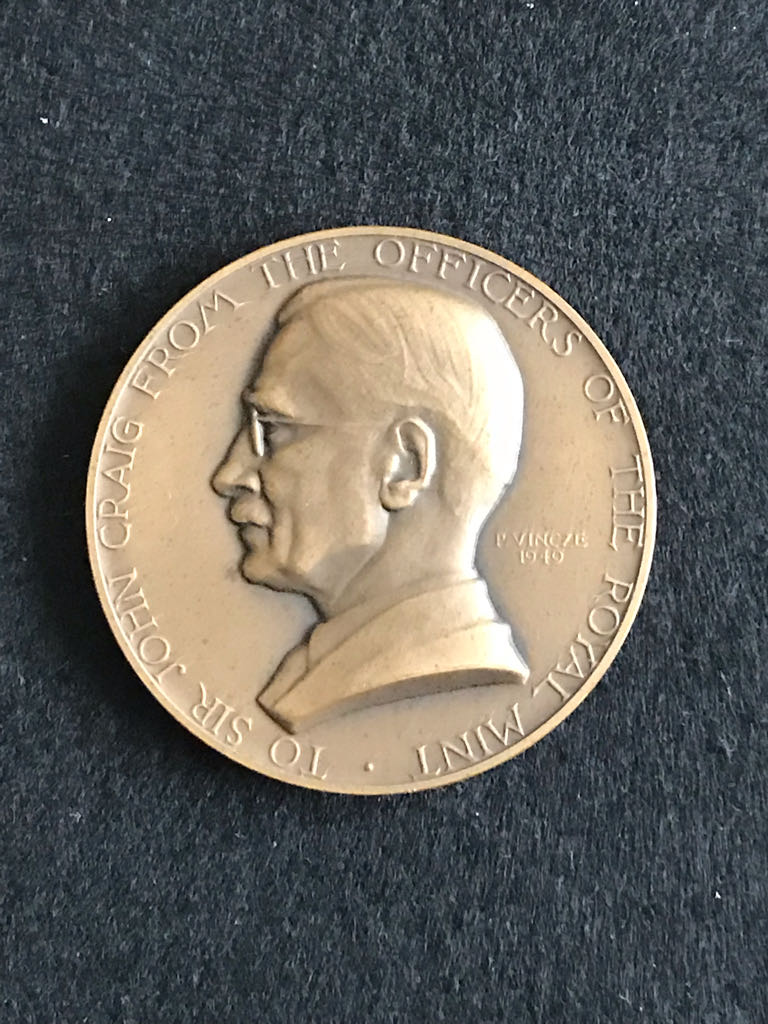 TO SIR JOHN CRAIG FROM THE OFFICERS OF THE ROYAL MINT ·
P VINCZE
1949